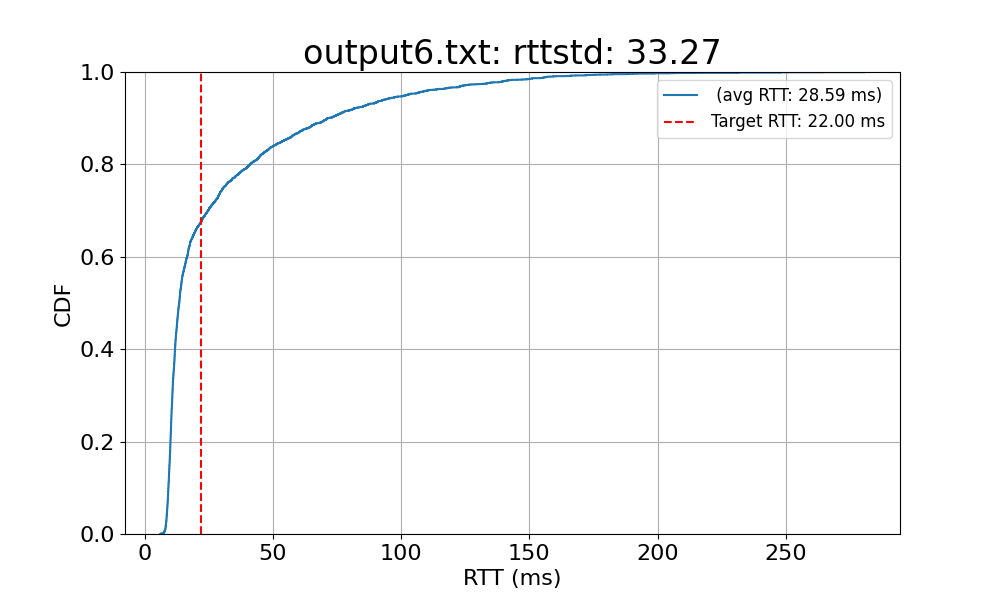 output6.txt: rttstd: 33.27
1.0
0.8
0.6
0.4
0.2
0.0
CDF
(avg RTT: 28.59 ms)
Target RTT: 22.00 ms
0 50 100 150 200 250
RTT (ms)